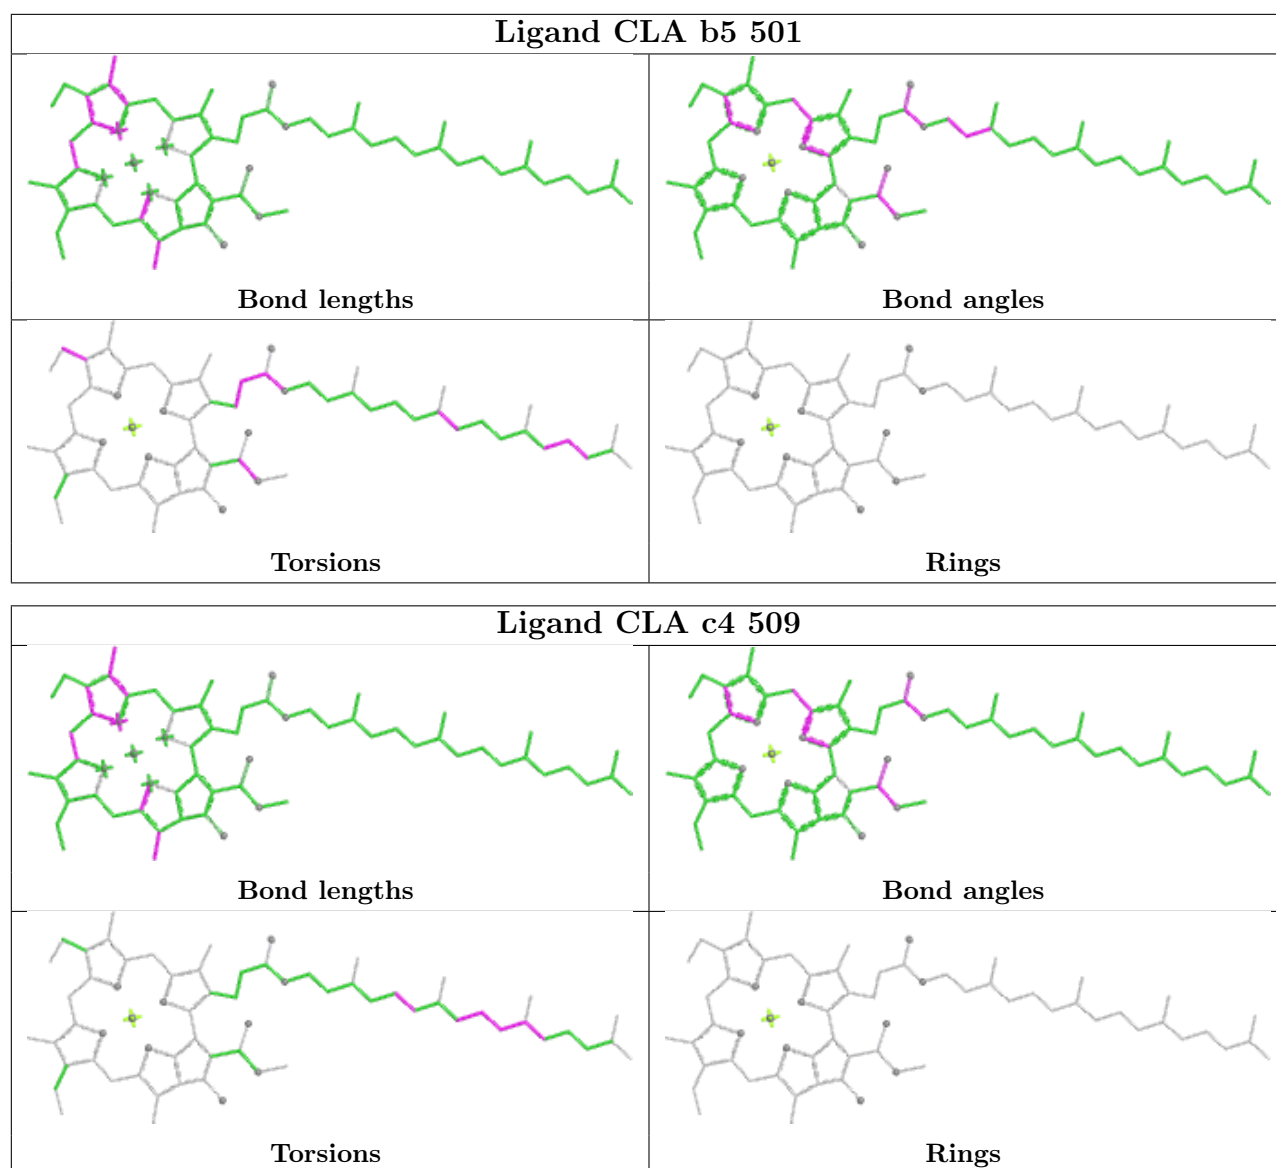 Ligand CLA b5 501
Bond lengths
Bond angles
Torsions
Rings
Ligand CLA c4 509
Bond lengths
Bond angles
Torsions
Rings